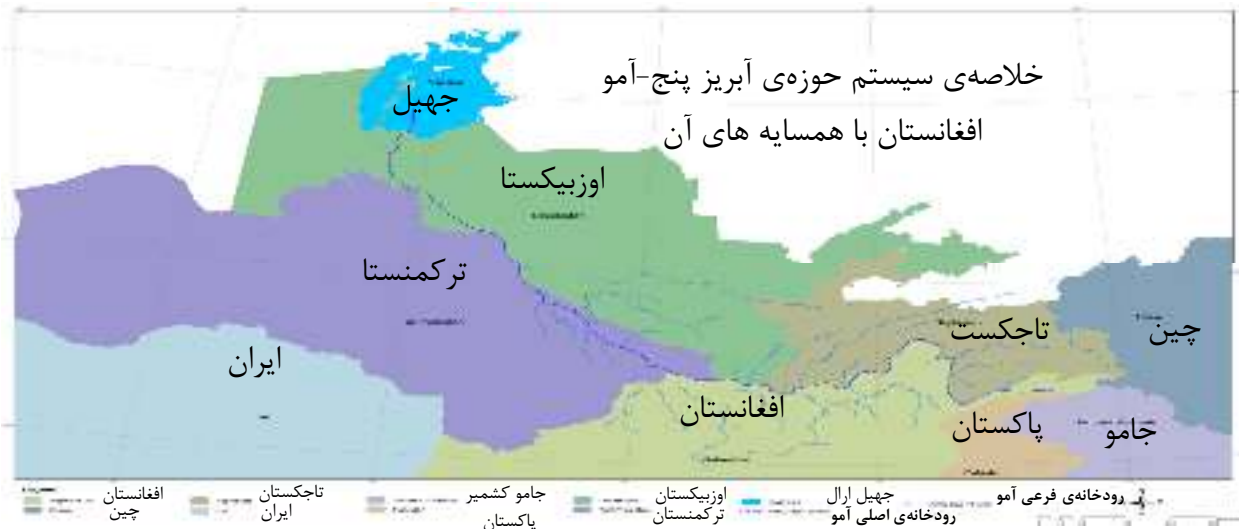 خلاصه‌ی سیستم حوزه‌ی آبریز پنج-آمو
افغانستان با همسایه های آن
جهیل
اوزبیکستا
ترکمنستا
تاجکست
چین
ایران
افغانستان
پاکستان
جامو
رودخانه‌ی فرعی آمو
جهیل ارال
اوزبیکستان
جامو کشمیر
تاجکستان
افغانستان
رودخانه‌ی اصلی آمو
ترکمنستان
پاکستان
ایران
چین